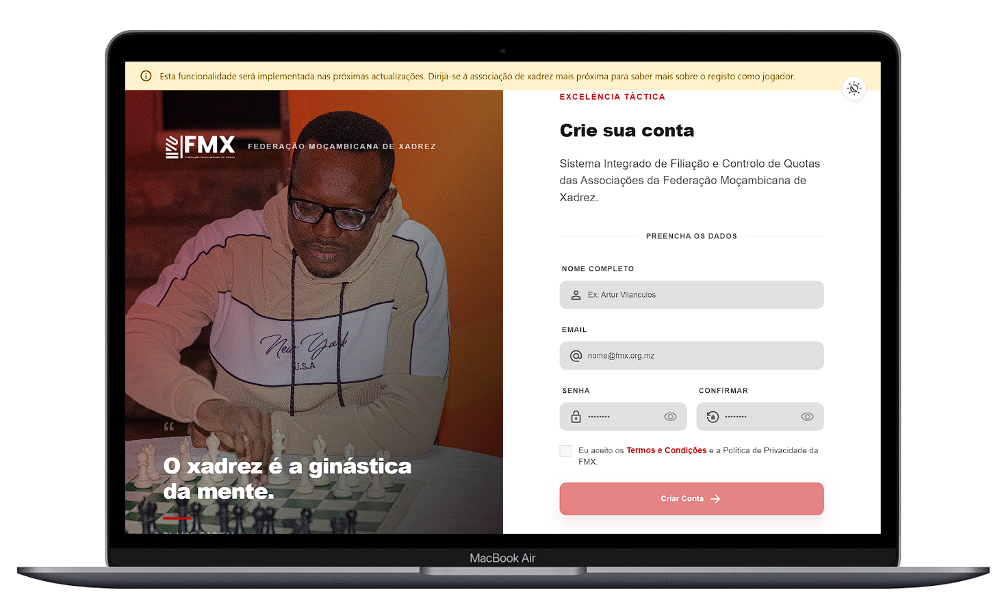 Esta funcionalidade será implementada nas próximas actualizações. Dirija-se à associação de xadrez mais próxima para saber mais sobre o registo como jogador.
FMX
Federação Moçambicana de Xadrez
FEDERAÇÃO MOÇAMBICANA DE XADREZ
New York
U.S.A
“
O xadrez é a ginástica
da mente.
EXCELÊNCIA TÁCTICA
Crie sua conta
Sistema Integrado de Filiação e Controlo de Quotas
das Associações da Federação Moçambicana de
Xadrez.
PREENCHA OS DADOS
NOME COMPLETO
Ex: Artur Vilanculos
EMAIL
nome@fmx.org.mz
SENHA
CONFIRMAR
••••••••
••••••••
Eu aceito os Termos e Condições e a Política de Privacidade da
FMX.
Criar Conta →
MacBook Air